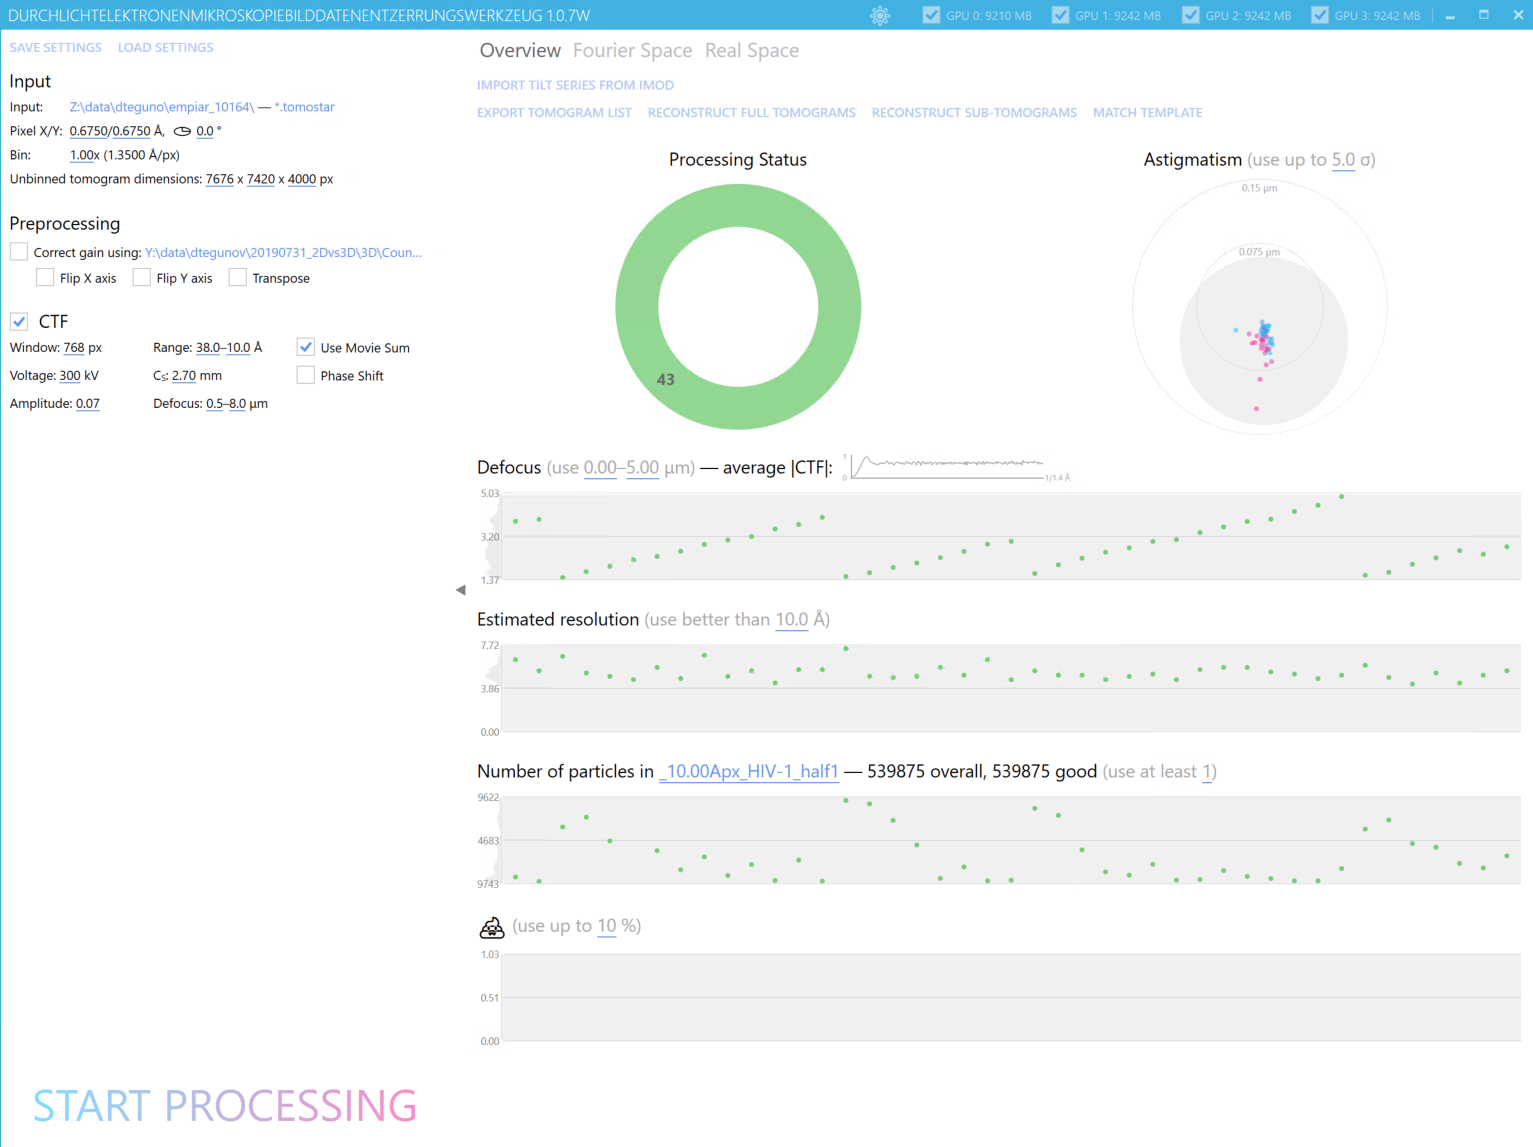 DURCHLICHTELEKTRONENMIKROSKOPIEBILDDATENENTZERRUNGSWERKZEUG 1.0.7W
GPU 0: 9210 MB GPU 1: 9242 MB GPU 2: 9242 MB GPU 3: 9242 MB
SAVE SETTINGS LOAD SETTINGS
Input
Input: Z:\data\dteguno\empiar_10164\ — *.tomostar
Pixel X/Y: 0.6750/0.6750 Å, 0.0 °
Bin: 1.00x (1.3500 Å/px)
Unbinned tomogram dimensions: 7676 x 7420 x 4000 px
Preprocessing
Correct gain using: Y:\data\dtegunov\20190731_2Dvs3D\3D\Coun...
Flip X axis Flip Y axis Transpose
CTF
Window: 768 px Range: 38.0–10.0 Å Use Movie Sum
Voltage: 300 kV Cs: 2.70 mm Phase Shift
Amplitude: 0.07 Defocus: 0.5–8.0 µm
START PROCESSING
Overview Fourier Space Real Space
IMPORT TILT SERIES FROM IMOD
EXPORT TOMOGRAM LIST RECONSTRUCT FULL TOMOGRAMS RECONSTRUCT SUB-TOMOGRAMS MATCH TEMPLATE
Processing Status
43
Astigmatism (use up to 5.0 σ)
0.15 µm
0.075 µm
Defocus (use 0.00–5.00 µm) — average |CTF|:
1
0
1/1.4 Å
5.03
3.20
1.37
Estimated resolution (use better than 10.0 Å)
7.72
3.86
0.00
Number of particles in _10.00Apx_HIV-1_half1 — 539875 overall, 539875 good (use at least 1)
9622
4683
9743
(use up to 10 %)
1.03
0.51
0.00